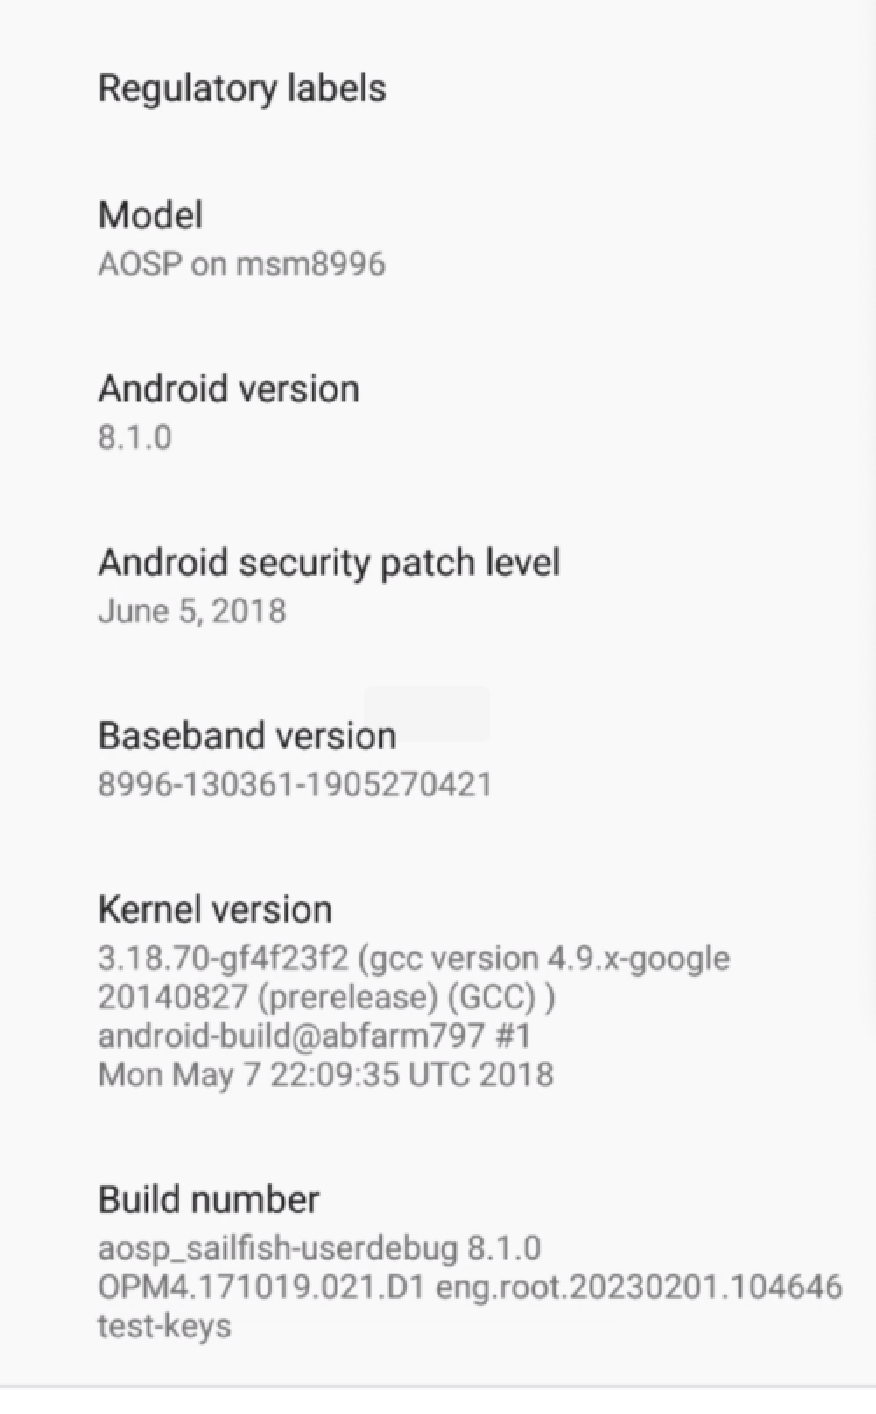 Regulatory labels
Model
AOSP on msm8996
Android version
8.1.0
Android security patch level
June 5, 2018
Baseband version
8996-130361-1905270421
Kernel version
3.18.70-gf4f23f2 (gcc version 4.9.x-google
20140827 (prerelease) (GCC) )
android-build@abfarm797 #1
Mon May 7 22:09:35 UTC 2018
Build number
aosp_sailfish-userdebug 8.1.0
OPM4.171019.021.D1 eng.root.20230201.104646
test-keys